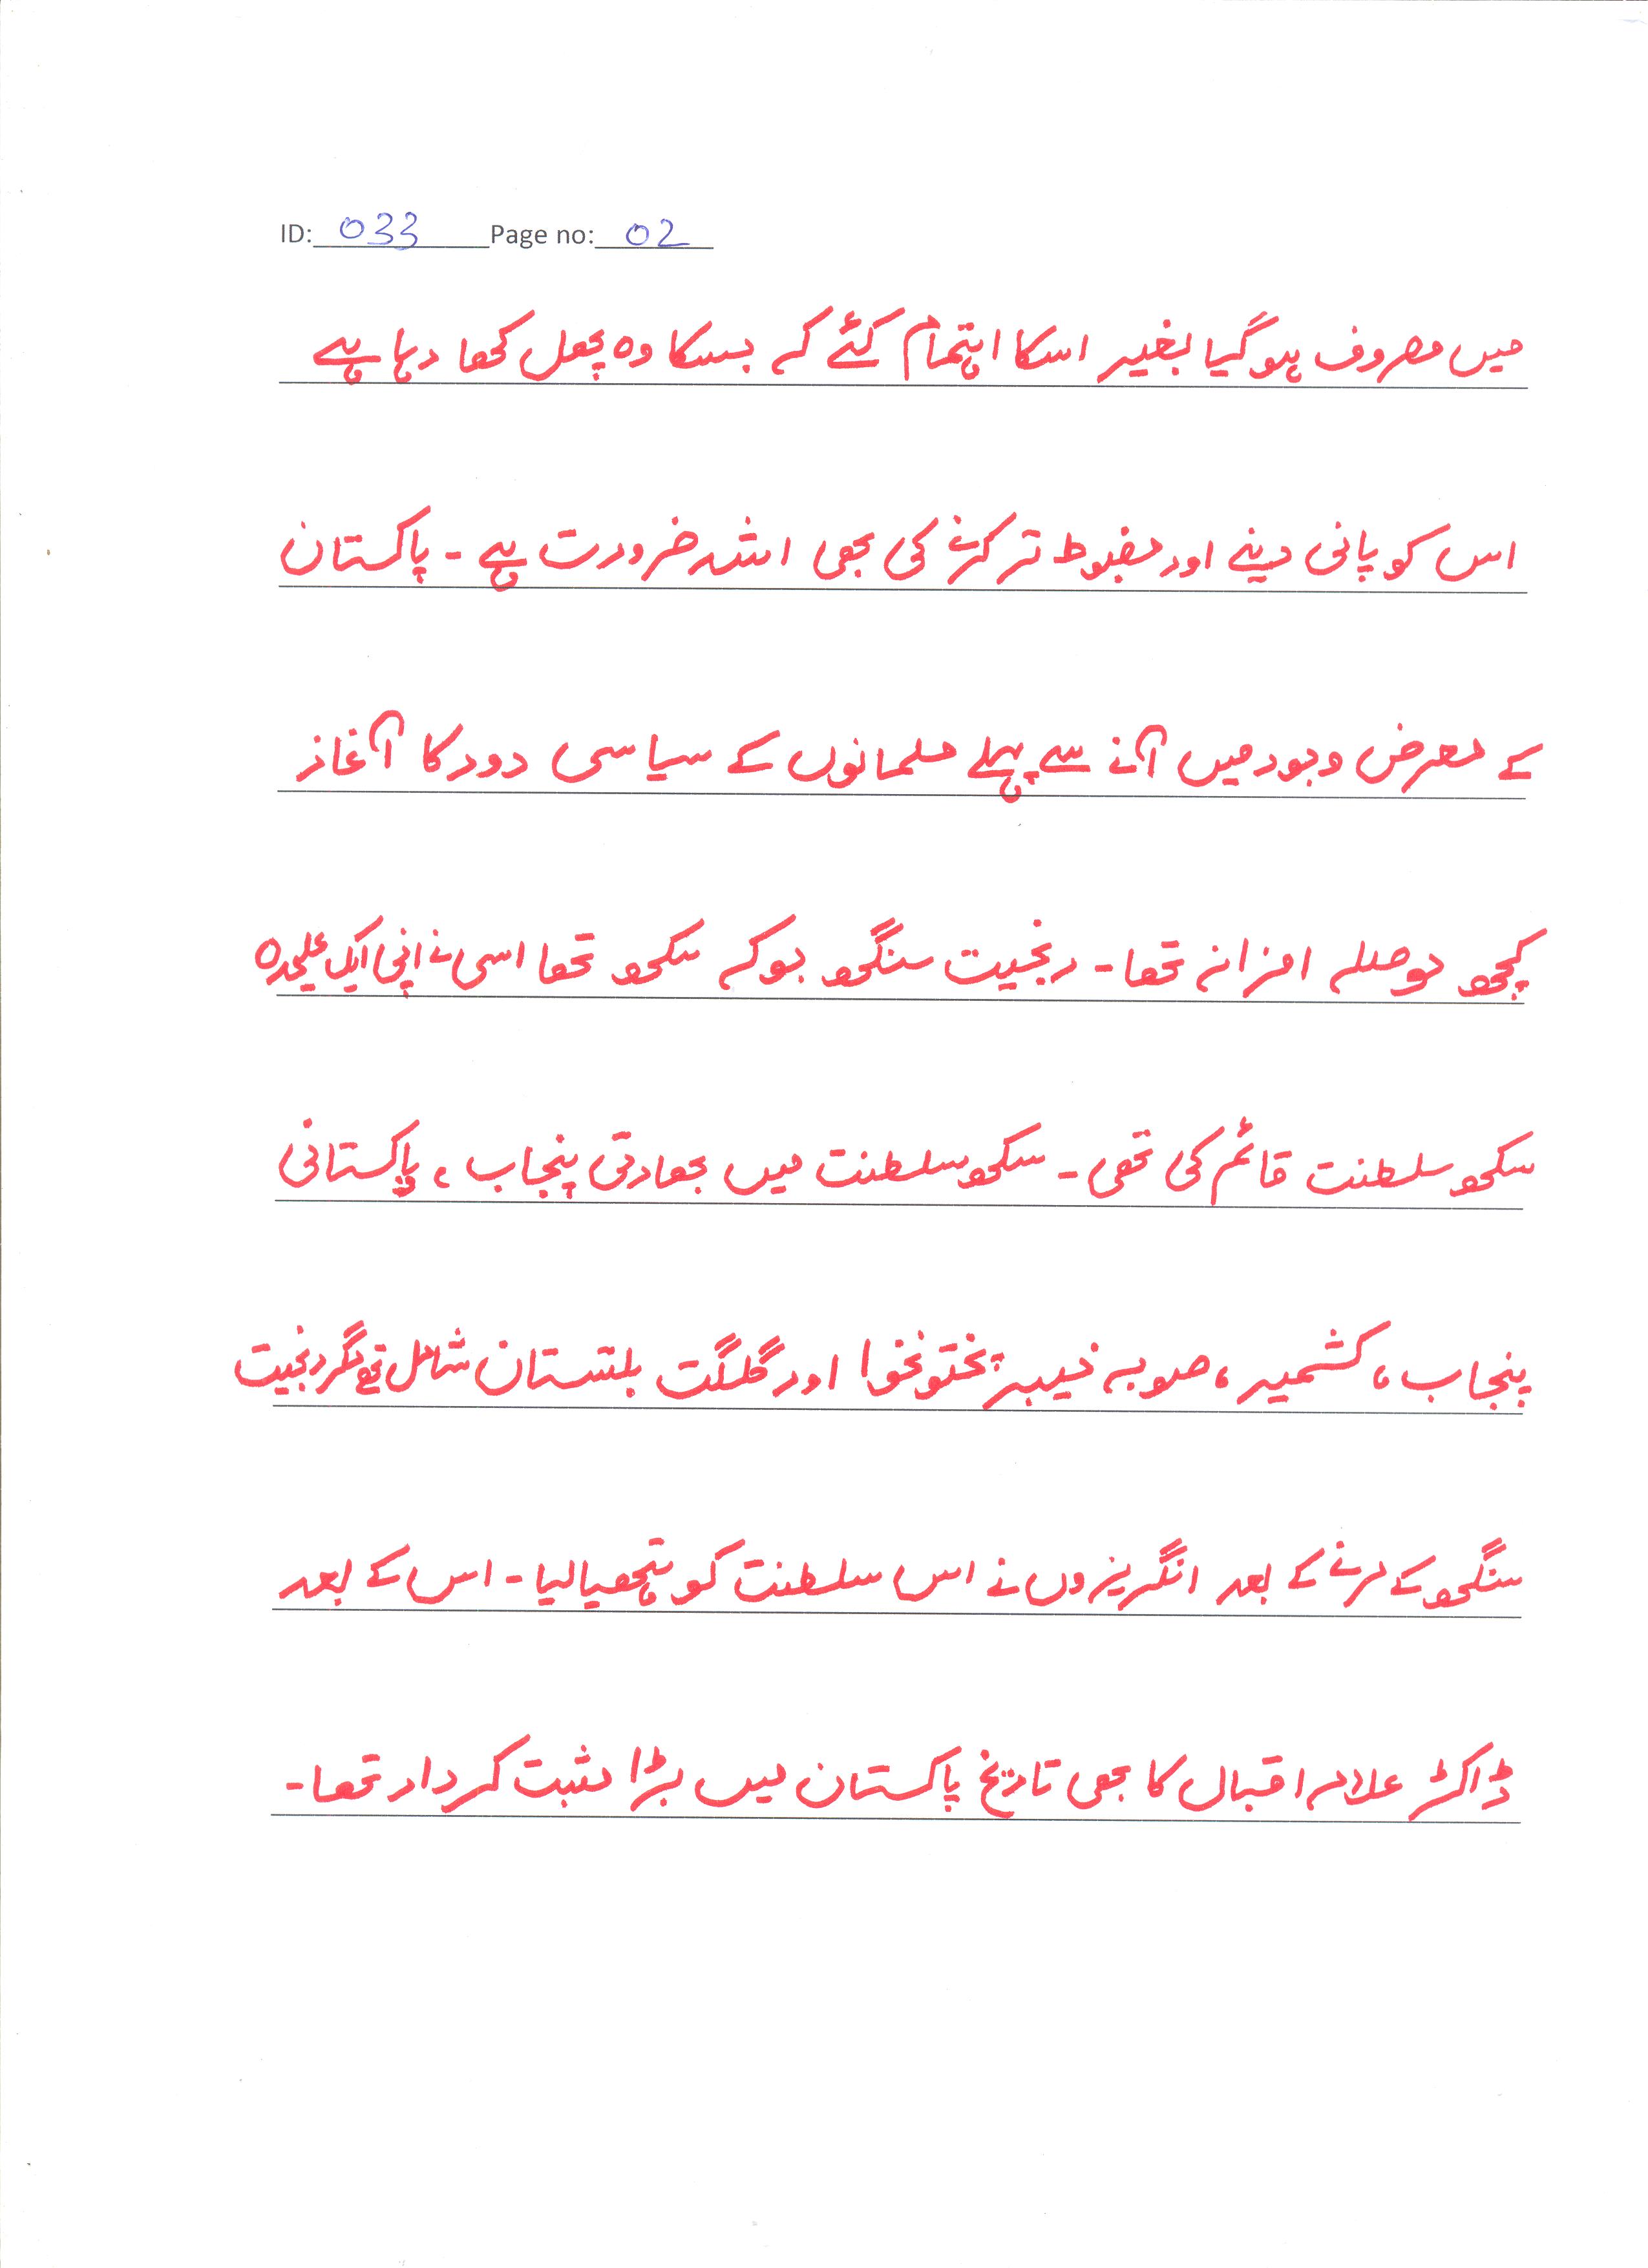 ID: 033 Page no: 02
میں مصروف ہوگیا بغیر اسکا اہتمام کئے کہ جسکا وہ پھل کھا رہا ہے
اس کو پانی دینے اور مضبوط تر کرنے کی بھی اشد ضرورت ہے - پاکستان
کے معرض وجود میں آنے سے پہلے مسلمانوں کے سیاسی دور کا آغاز
کچھ حوصلہ افزا نہ تھا - رنجیت سنگھ جوکہ سکھ تھا اسی نے اپنی ایک علیحدہ
سکھ سلطنت قائم کی تھی - سکھ سلطنت میں بھارتی پنجاب ، پاکستانی
پنجاب ، کشمیر ، صوبہ خیبر پختونخوا اور گلگت بلتستان شامل تھے مگر رنجیت
سنگھ کے مرنے کے بعد انگریزوں نے اس سلطنت کو ہتھیا لیا - اس کے بعد
ڈاکٹر علامہ اقبال کا بھی تاریخ پاکستان میں بڑا مثبت کردار تھا -